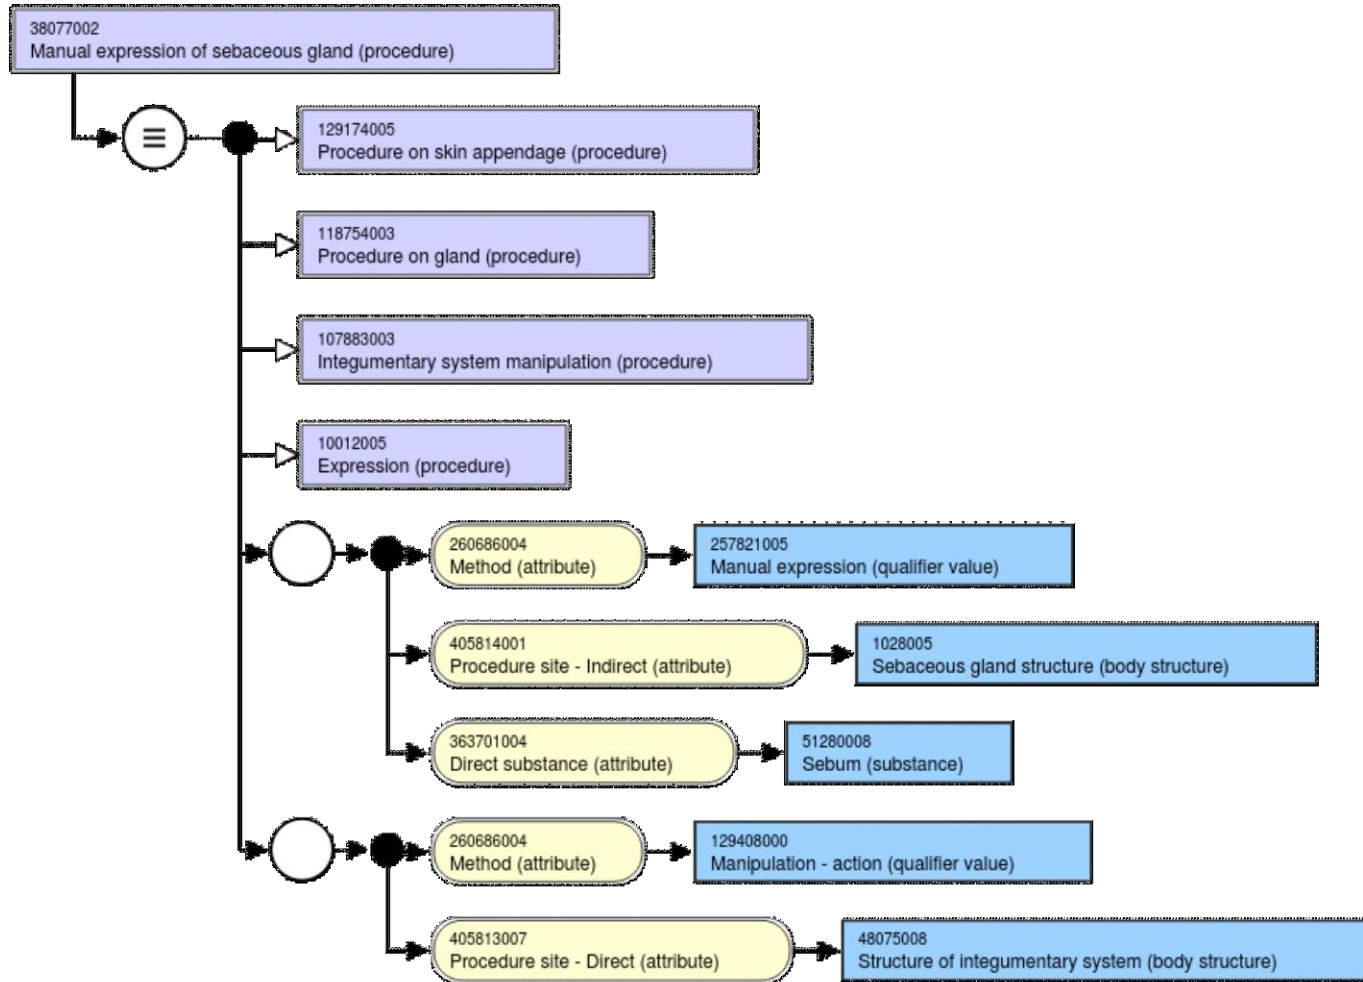 38077002
Manual expression of sebaceous gland (procedure)
129174005
Procedure on skin appendage (procedure)
118754003
Procedure on gland (procedure)
107883003
Integumentary system manipulation (procedure)
10012005
Expression (procedure)
260686004
Method (attribute)
257821005
Manual expression (qualifier value)
405814001
Procedure site - Indirect (attribute)
1028005
Sebaceous gland structure (body structure)
363701004
Direct substance (attribute)
51280008
Sebum (substance)
260686004
Method (attribute)
129408000
Manipulation - action (qualifier value)
405813007
Procedure site - Direct (attribute)
48075008
Structure of integumentary system (body structure)